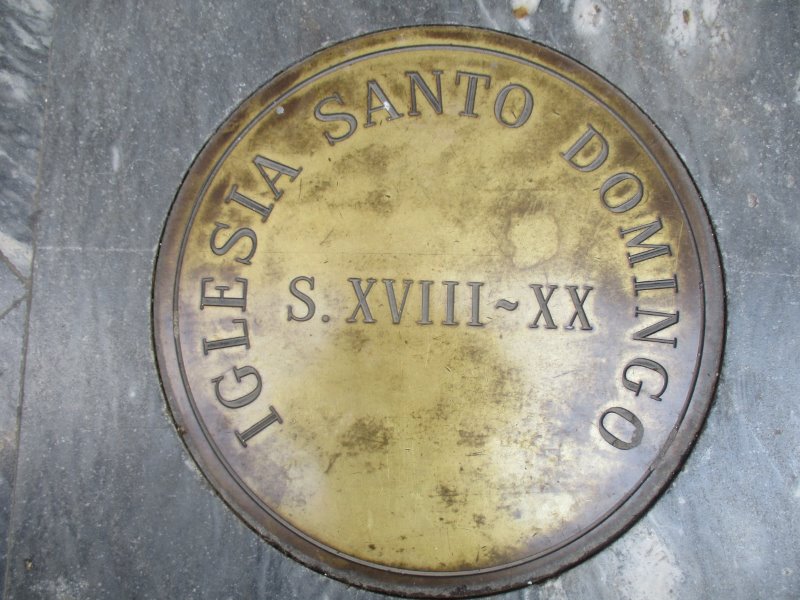 IGLESIA SANTO DOMINGO
S. XVIII ~ XX